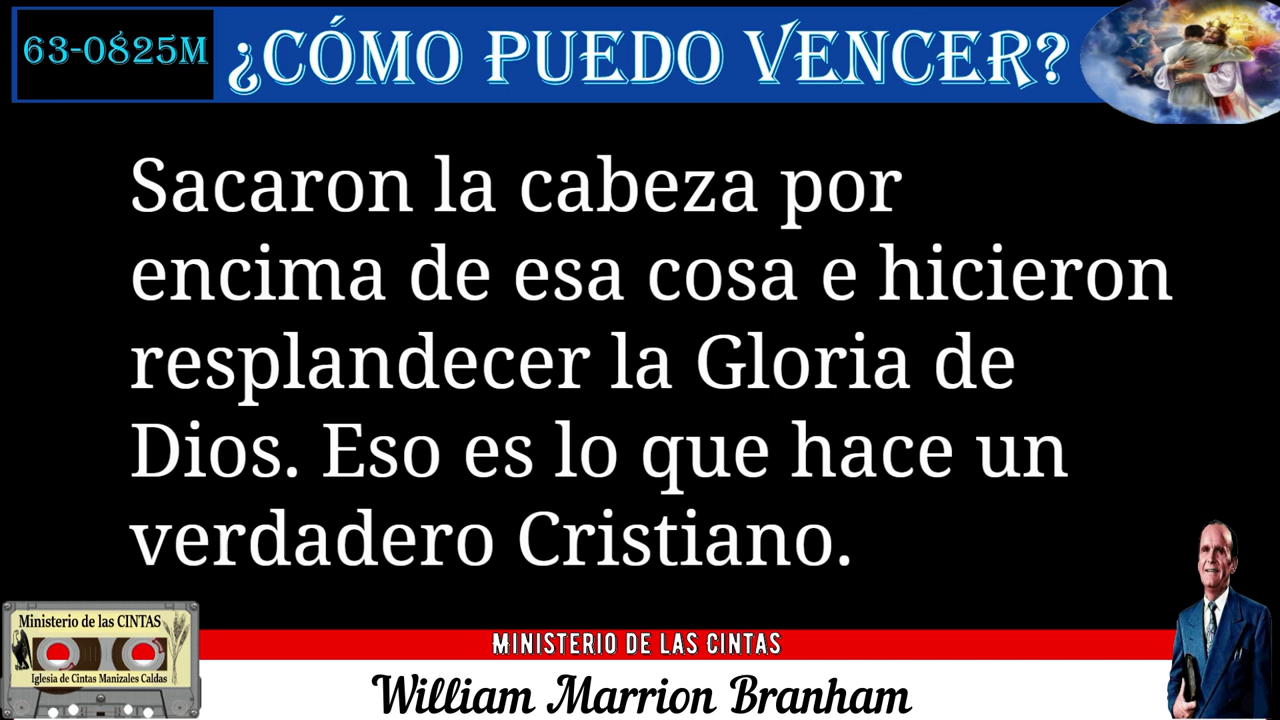 63-0825M
¿CÓMO PUEDO VENCER?
Sacaron la cabeza por
encima de esa cosa e hicieron
resplandecer la Gloria de
Dios. Eso es lo que hace un
verdadero Cristiano.
Ministerio de las CINTAS
Iglesia de Cintas Manizales Caldas
MINISTERIO DE LAS CINTAS
William Marrion Branham